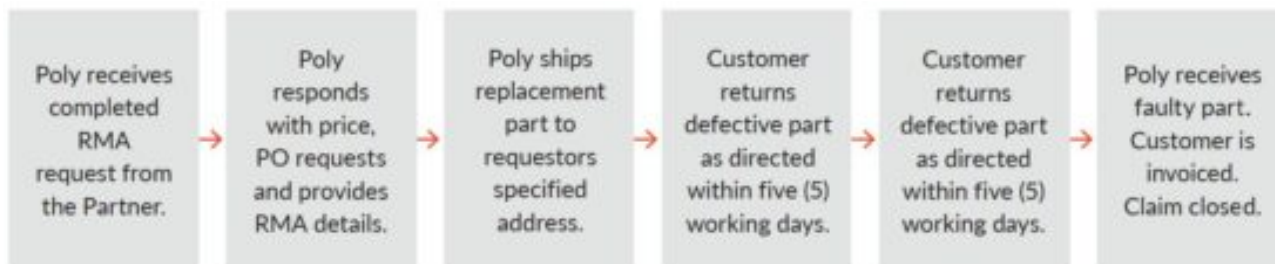 Poly receives
completed
RMA
request from
the Partner.
Poly
responds
with price,
PO requests
and provides
RMA details.
Poly ships
replacement
part to
requestors
specified
address.
Customer
returns
defective part
as directed
within five (5)
working days.
Customer
returns
defective part
as directed
within five (5)
working days.
Poly receives
faulty part.
Customer is
invoiced.
Claim closed.